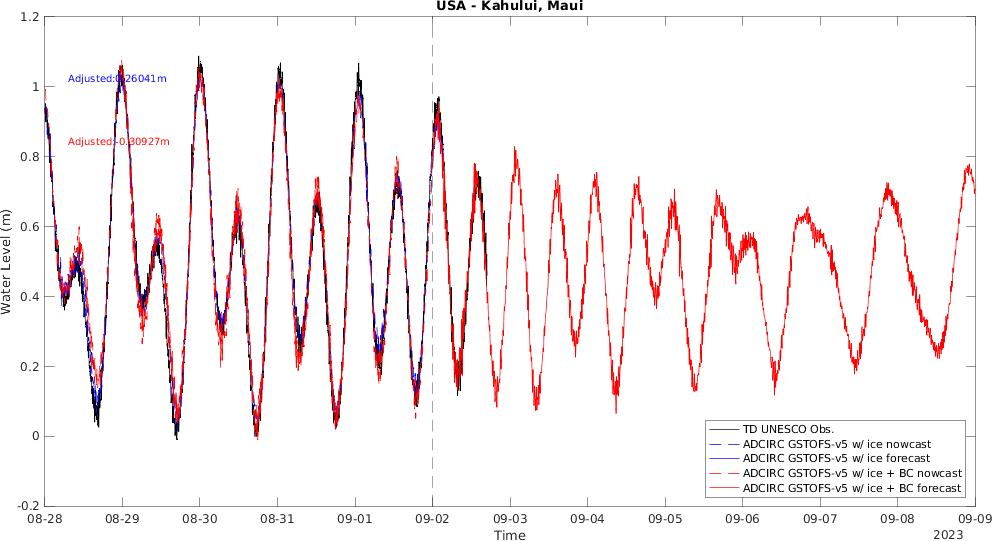 USA - Kahului, Maui
1.2
1
0.8
0.6
0.4
0.2
0
-0.2
Water Level (m)
Adjusted:0.26041m
Adjusted:-0.30927m
TD UNESCO Obs.
ADCIRC GSTOFS-v5 w/ ice nowcast
ADCIRC GSTOFS-v5 w/ ice forecast
ADCIRC GSTOFS-v5 w/ ice + BC nowcast
ADCIRC GSTOFS-v5 w/ ice + BC forecast
08-28 08-29 08-30 08-31 09-01 09-02 09-03 09-04 09-05 09-06 09-07 09-08 09-09
Time
2023